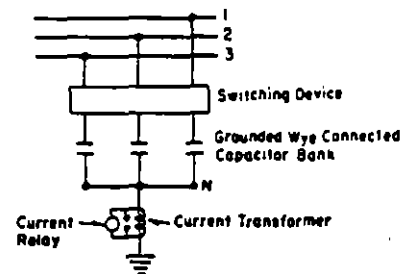 1
2
3
Switching Device
Grounded Wye Connected
Capacitor Bank
N
Current
Relay
Current Transformer